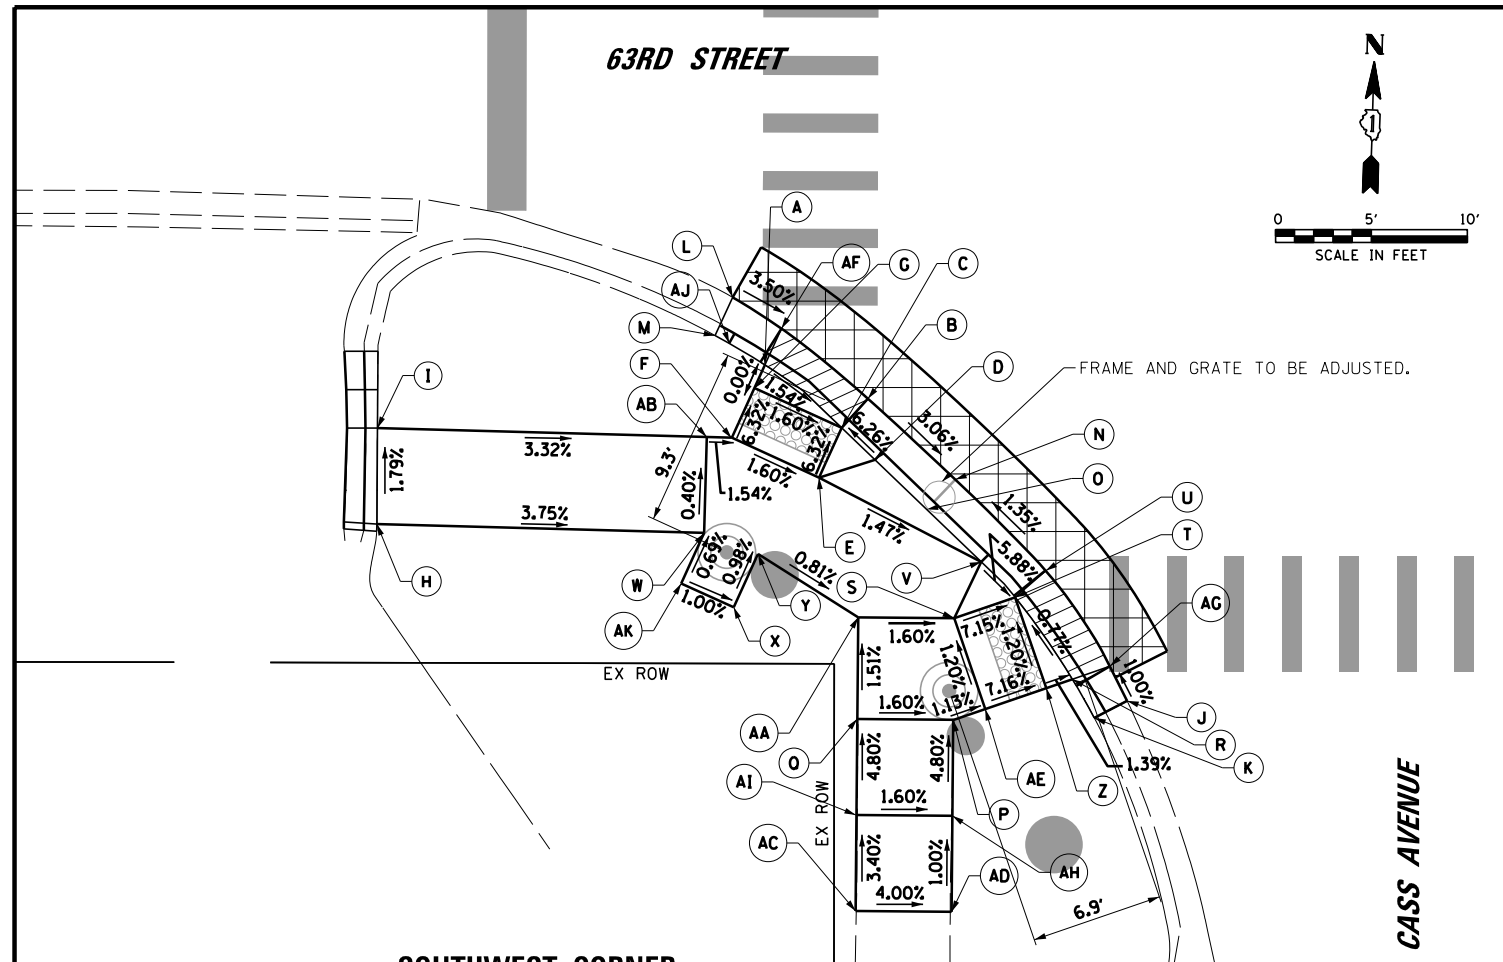 63RD STREET
N
1
0 5' 10'
SCALE IN FEET
A
L
AF
G
C
AJ
3.50%
M
B
F
0.00%
D
FRAME AND GRATE TO BE ADJUSTED.
I
1.54%
AB
6.32%
1.60%
6.32%
6.26%
3.06%
N
3.32%
9.3'
1.60%
1.79%
0.40%
1.54%
O
1.35%
U
3.75%
1.47%
T
E
5.88%
0.69%
0.98%
0.81%
V
H
W
S
Y
AG
1.00%
AK
X
1.60%
7.15%
1.20%
0.77%
EX ROW
1.51%
1.20%
7.16%
1.00%
1.60%
1.13%
J
AA
R
O
4.80%
4.80%
1.39%
K
AI
AE
Z
1.60%
EX ROW
P
AC
3.40%
1.00%
AH
AD
4.00%
6.9'
CASS AVENUE
SOUTHWEST CORNER